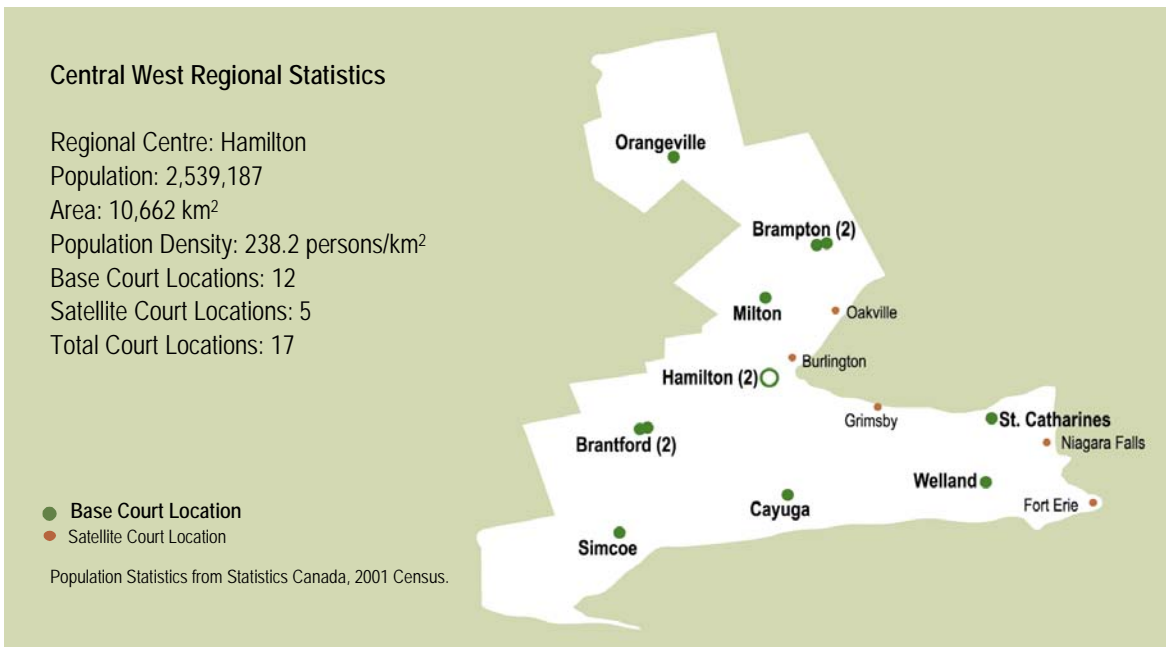 Central West Regional Statistics
Regional Centre: Hamilton
Population: 2,539,187
Area: 10,662 km²
Population Density: 238.2 persons/km²
Base Court Locations: 12
Satellite Court Locations: 5
Total Court Locations: 17
Orangeville
Brampton (2)
Milton
Oakville
Burlington
Hamilton (2)
Grimsby
St. Catharines
Niagara Falls
Brantford (2)
Welland
Fort Erie
Cayuga
Simcoe
Base Court Location
Satellite Court Location
Population Statistics from Statistics Canada, 2001 Census.